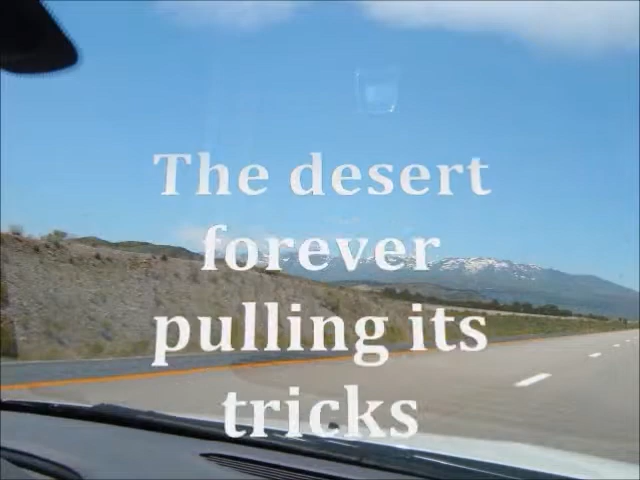 The desert
forever
pulling its
tricks